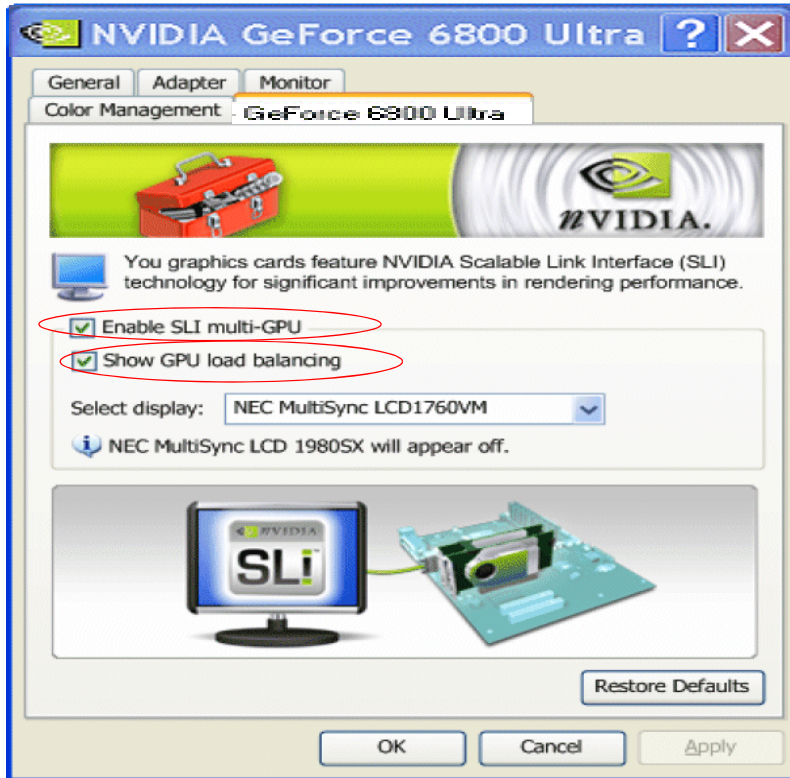 NVIDIA GeForce 6800 Ultra
General Adapter Monitor
Color Management GeForce 6800 Ultra
nVIDIA.
You graphics cards feature NVIDIA Scalable Link Interface (SLI)
technology for significant improvements in rendering performance.
Enable SLI multi-GPU
Show GPU load balancing
Select display: NEC MultiSync LCD1760VM
NEC MultiSync LCD 1980SX will appear off.
nVIDIA
SLI
Restore Defaults
OK Cancel Apply